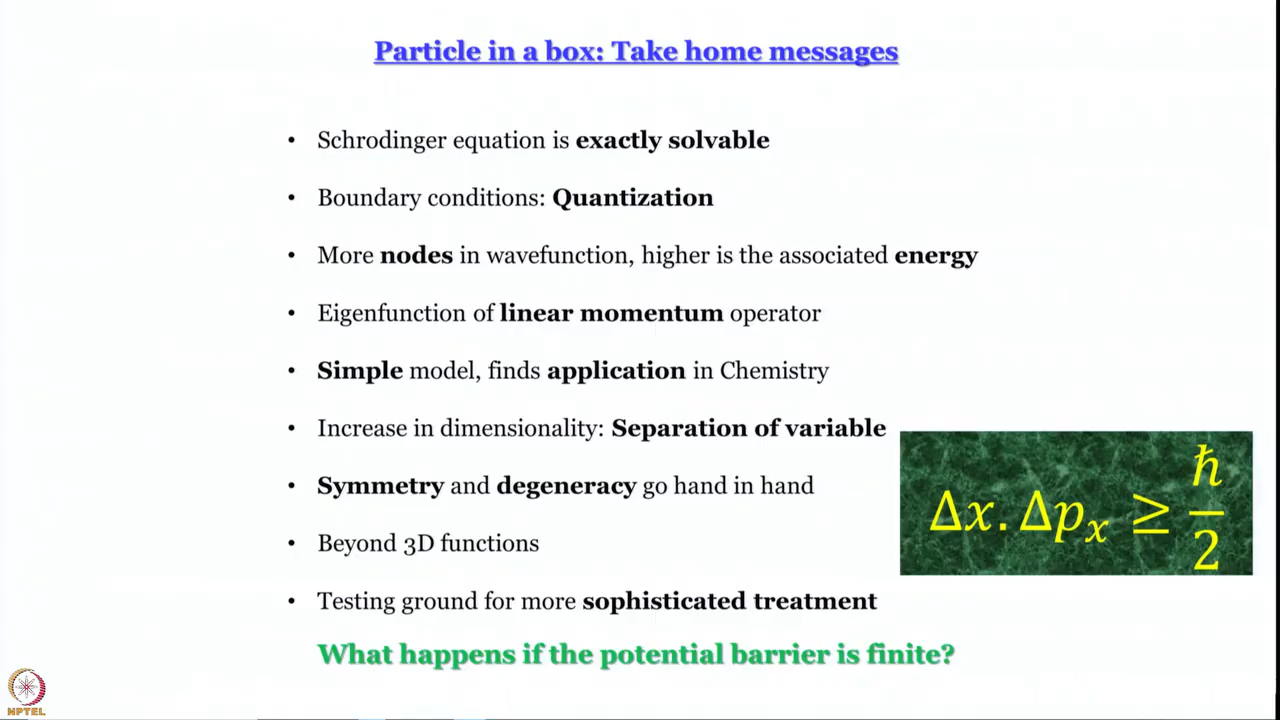 Particle in a box: Take home messages
• Schrodinger equation is exactly solvable
• Boundary conditions: Quantization
• More nodes in wavefunction, higher is the associated energy
• Eigenfunction of linear momentum operator
• Simple model, finds application in Chemistry
• Increase in dimensionality: Separation of variable
• Symmetry and degeneracy go hand in hand
• Beyond 3D functions
• Testing ground for more sophisticated treatment
Δx. Δpₓ ≥ ħ/2
What happens if the potential barrier is finite?
NPTEL